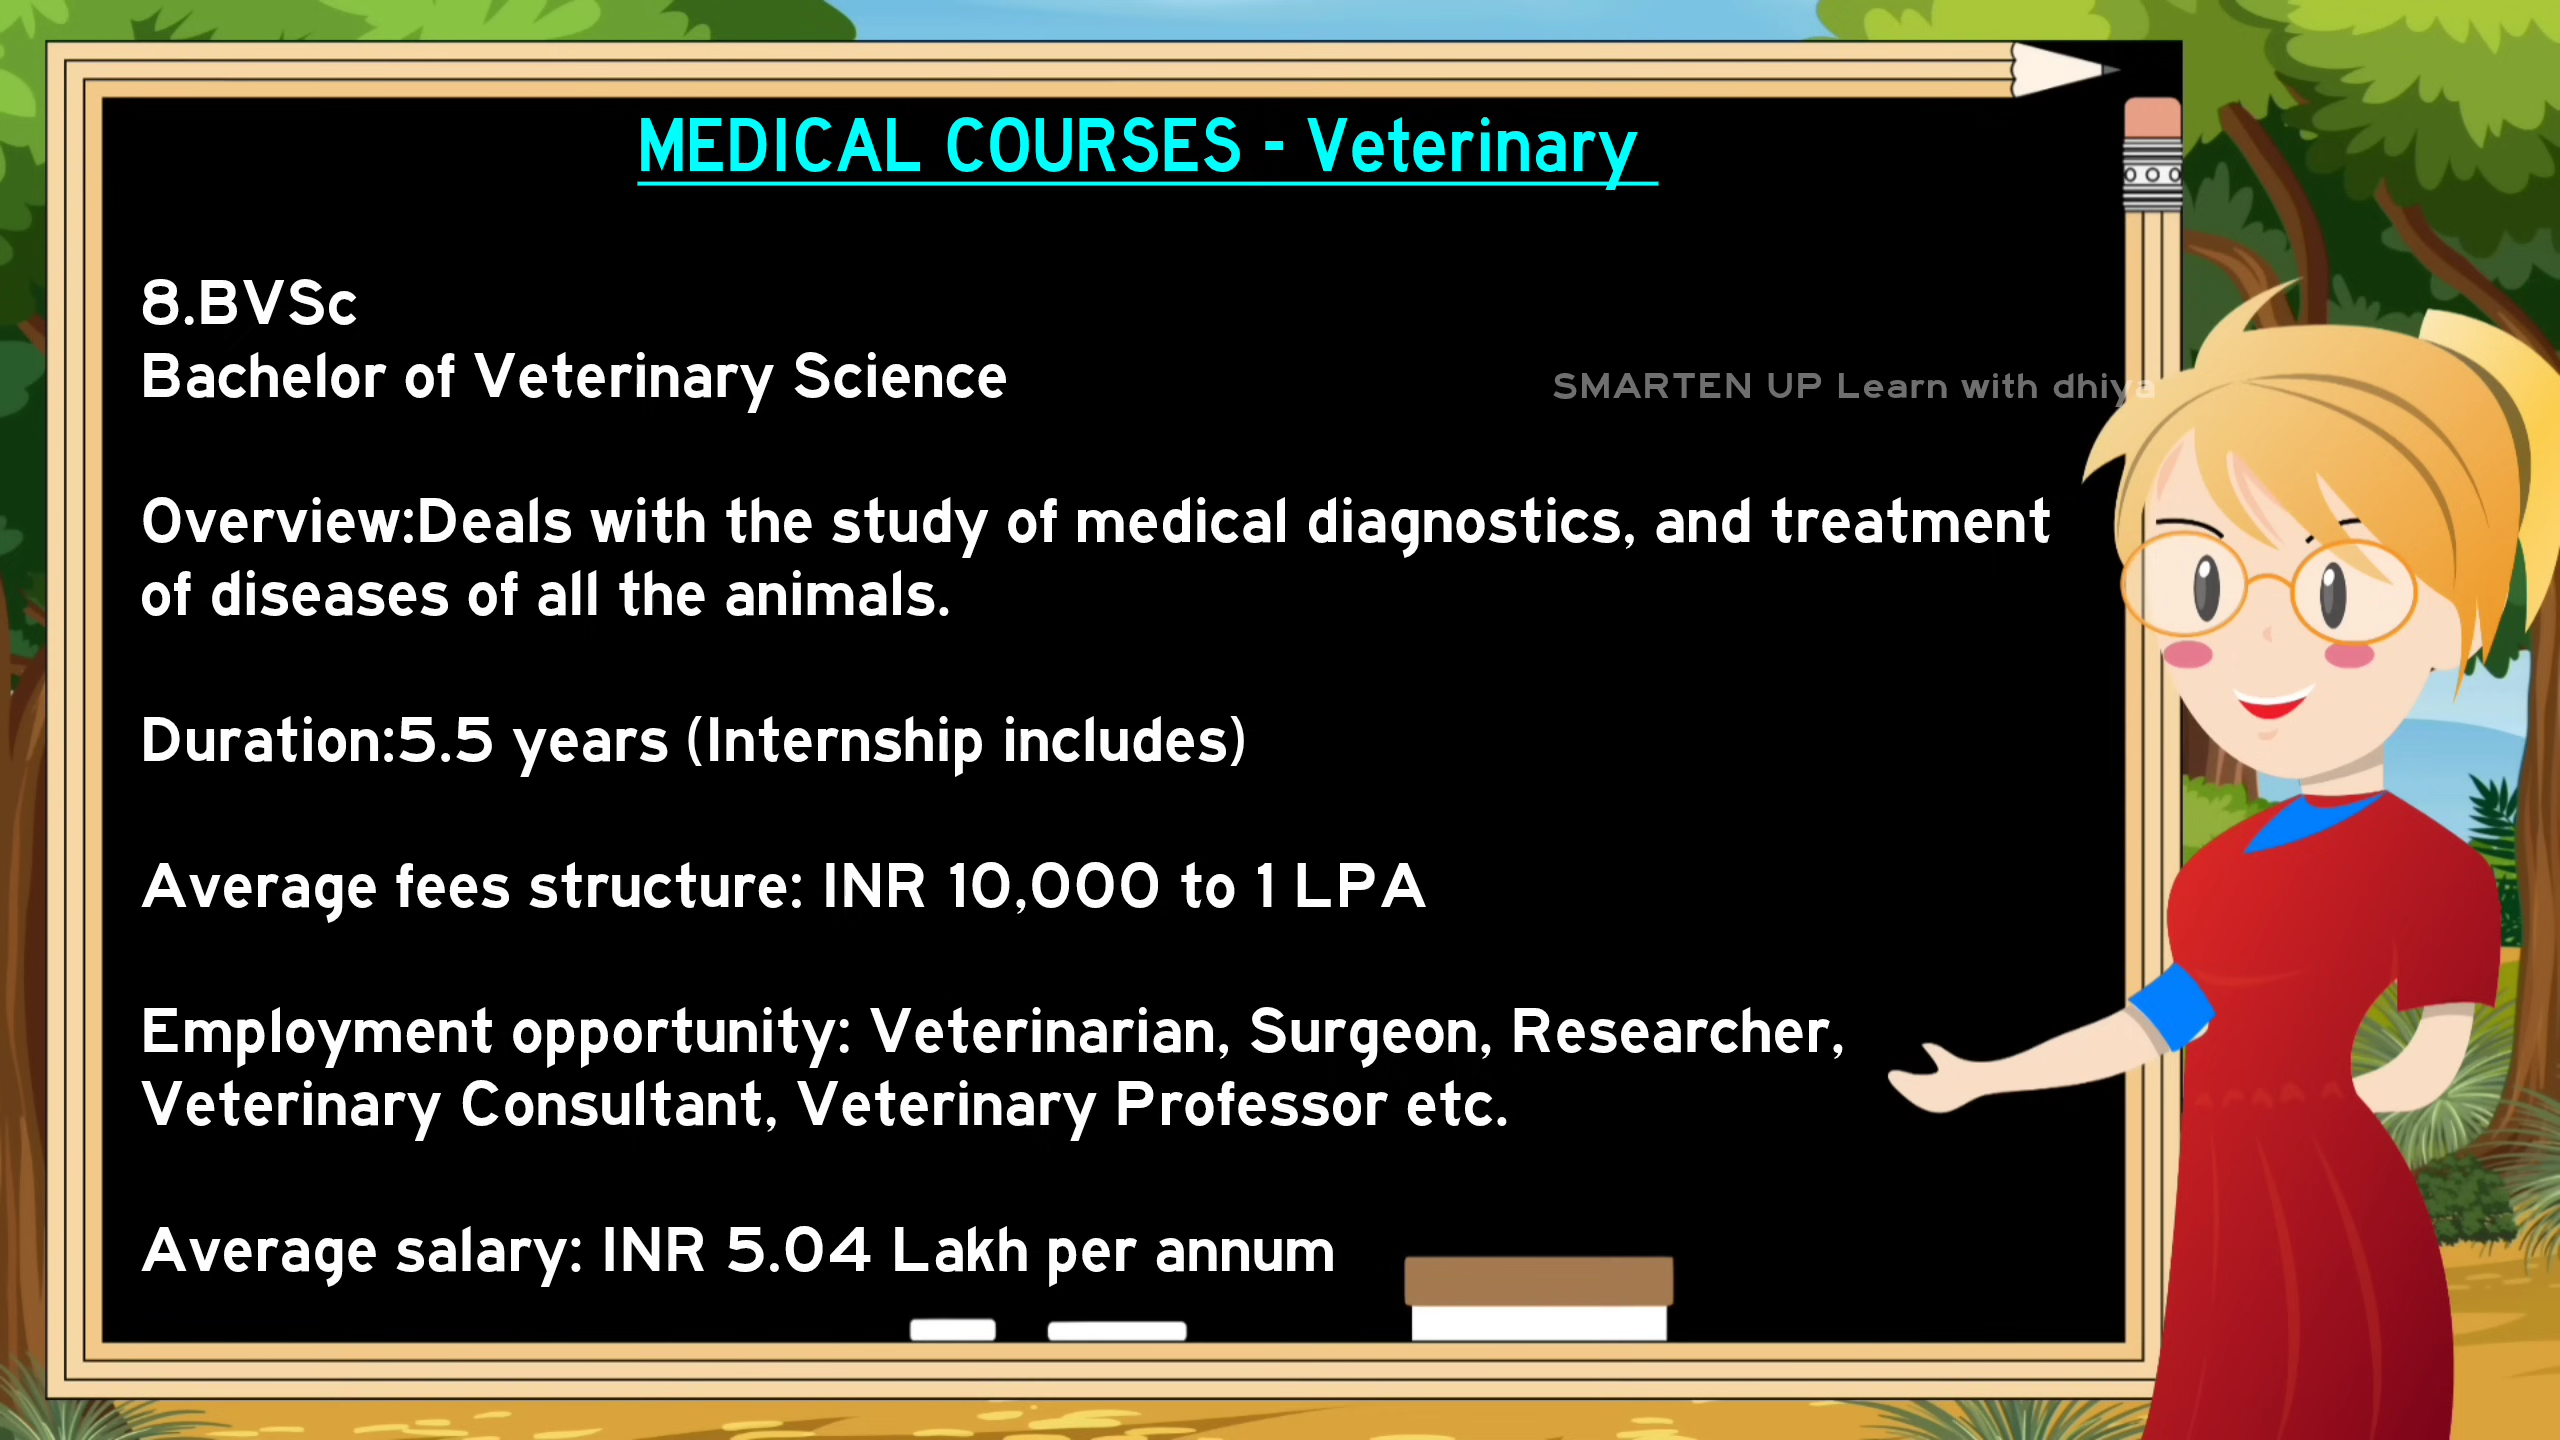 MEDICAL COURSES - Veterinary
8.BVSc
Bachelor of Veterinary Science
SMARTEN UP Learn with dhiya
Overview:Deals with the study of medical diagnostics, and treatment
of diseases of all the animals.
Duration:5.5 years (Internship includes)
Average fees structure: INR 10,000 to 1 LPA
Employment opportunity: Veterinarian, Surgeon, Researcher,
Veterinary Consultant, Veterinary Professor etc.
Average salary: INR 5.04 Lakh per annum